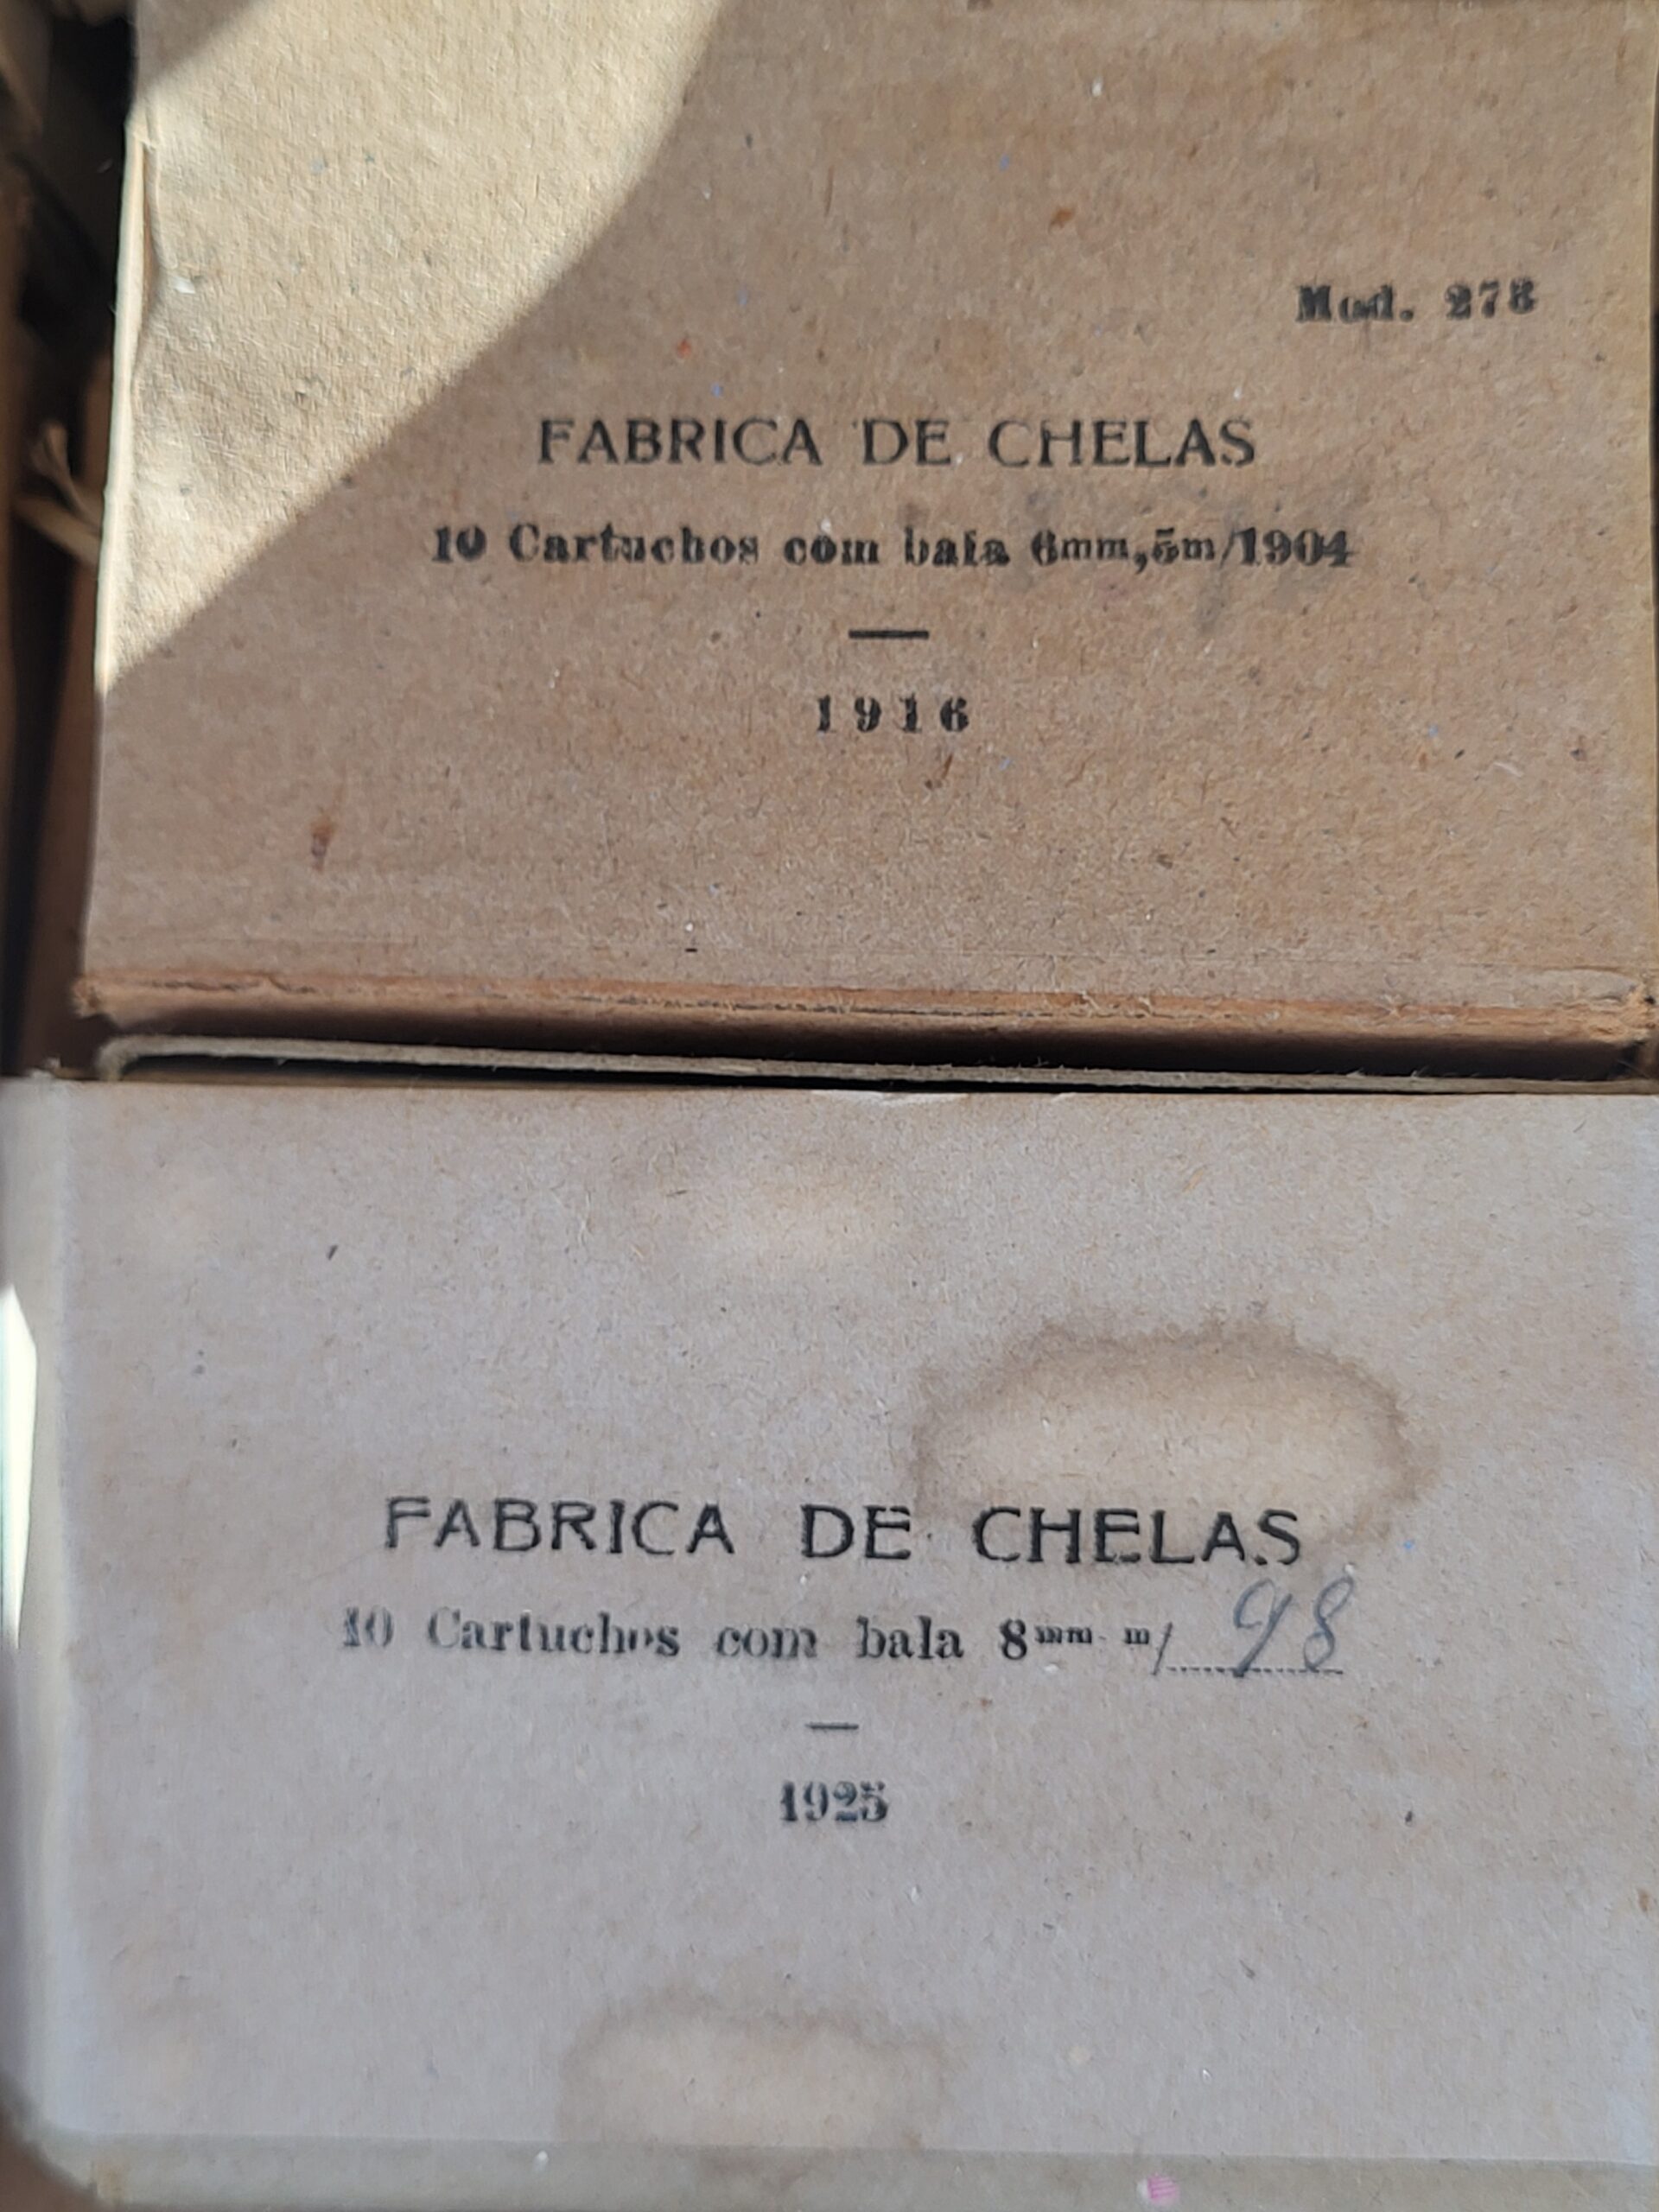 Mod. 278
FABRICA DE CHELAS
10 Cartuchos com bala 6mm,5m/1904
1916
FABRICA DE CHELAS
10 Cartuchos com bala 8mm m/ 98
1925